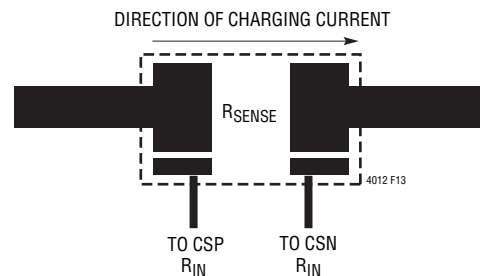 DIRECTION OF CHARGING CURRENT
RSENSE
4012 F13
TO CSP
RIN
TO CSN
RIN